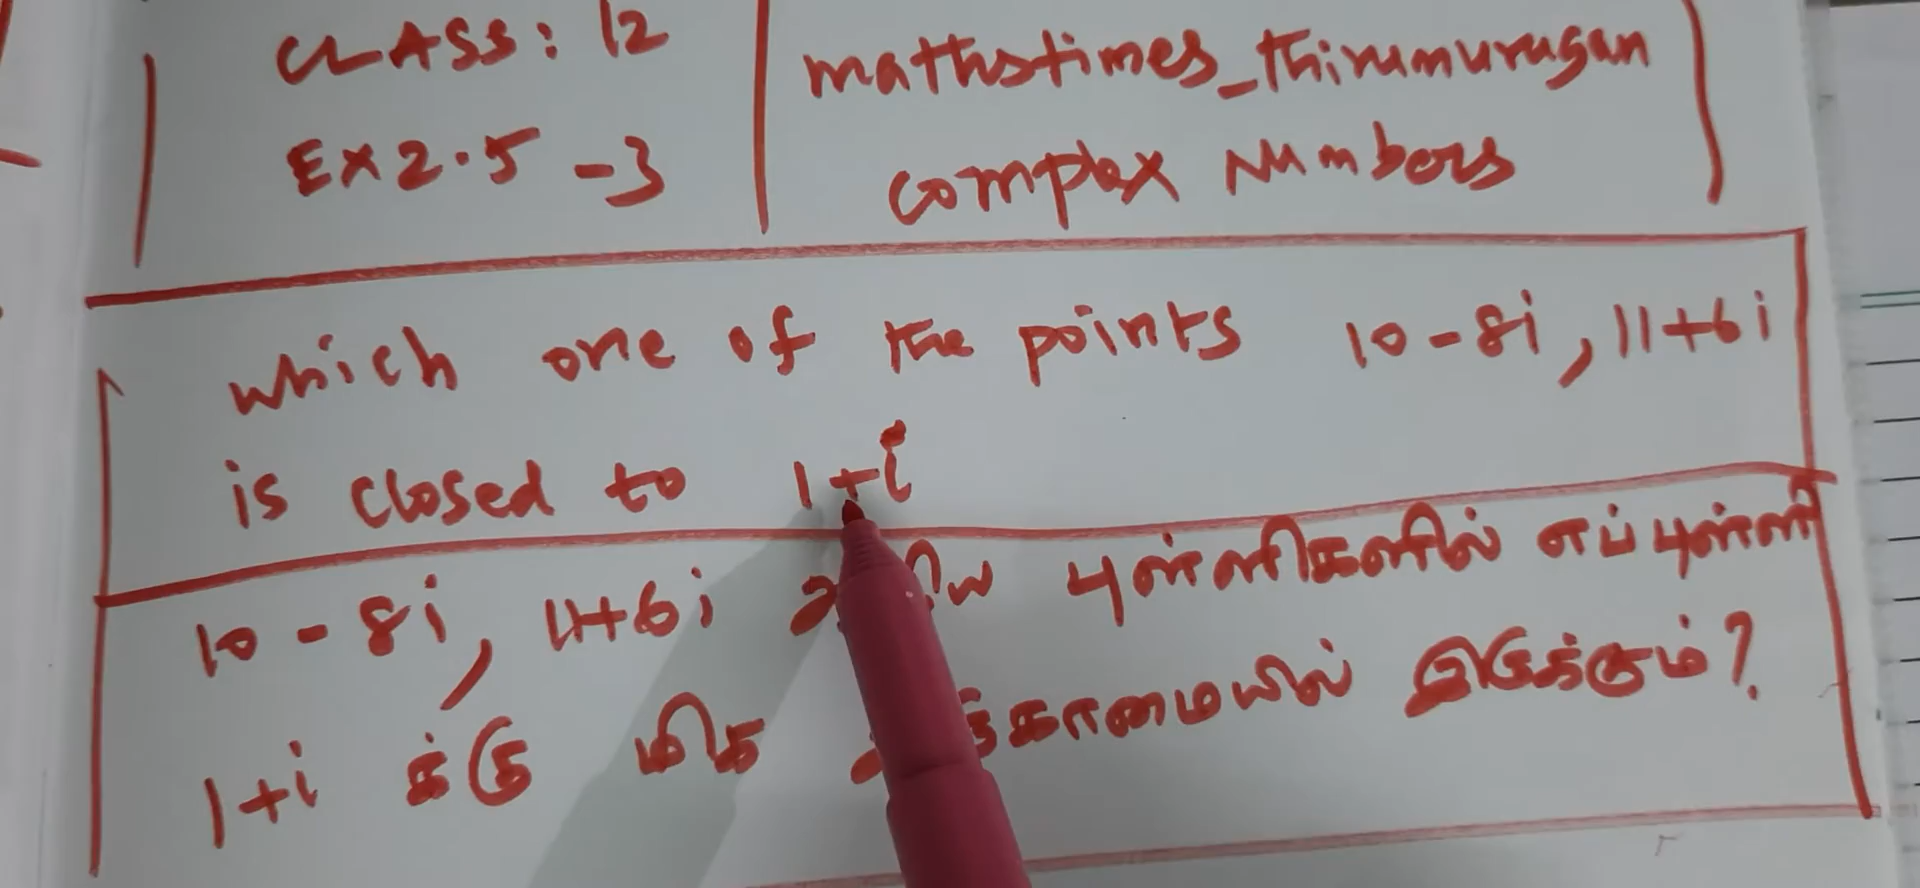 CLASS: 12
mathstimes_thirumurugan
EX 2.5 - 3
complex Numbers
which one of the points 10-8i, 11+6i
is closed to 1+i
10-8i, 11+6i புள்ளிகளில் எப்புள்ளி
1+i க்கு மிக இருக்கும்?